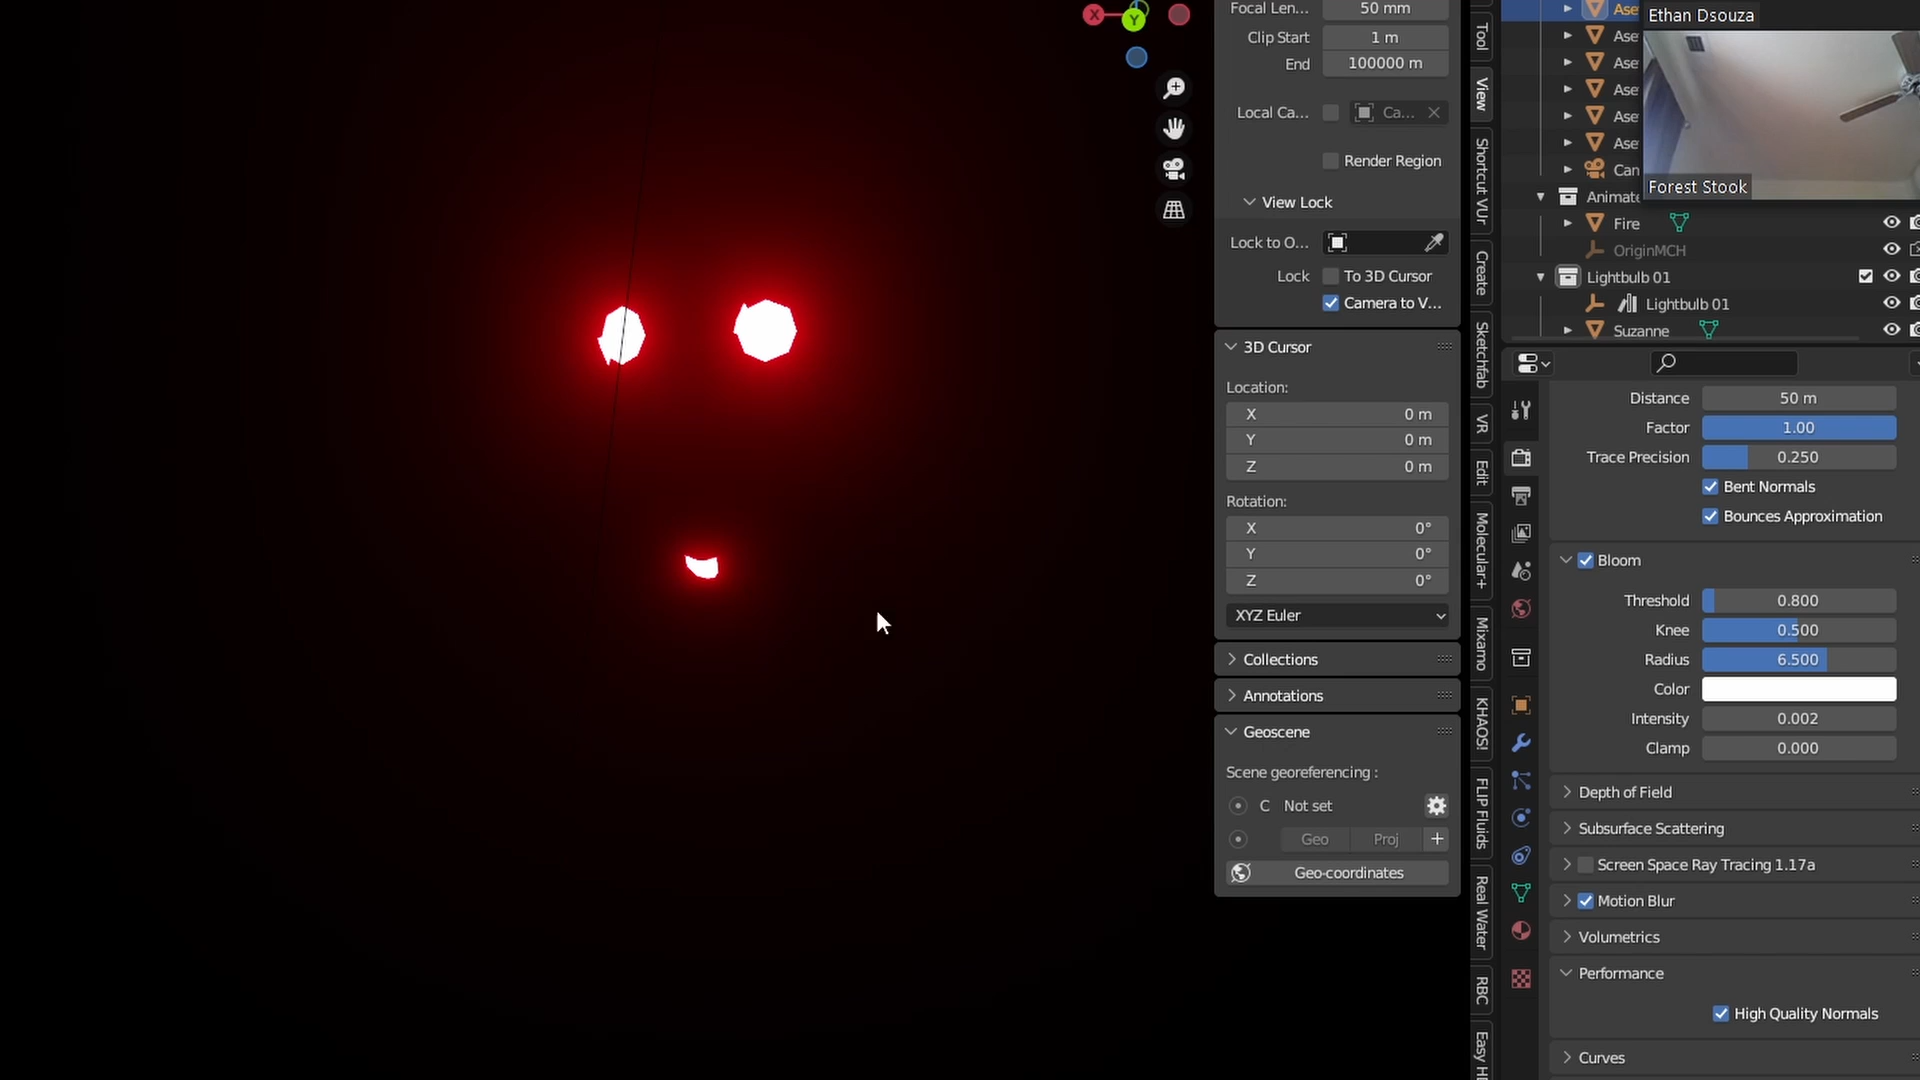 X
Y
Focal Len... 50 mm
Clip Start 1 m
End 100000 m
Local Ca... Ca...
Render Region
View Lock
Lock to O...
Lock To 3D Cursor
Camera to V...
3D Cursor
Location:
X 0 m
Y 0 m
Z 0 m
Rotation:
X 0°
Y 0°
Z 0°
XYZ Euler
Collections
Annotations
Geoscene
Scene georeferencing :
C Not set
Geo Proj +
Geo-coordinates
Tool
View
Shortcut VUr
Create
Sketchfab
VR
Edit
Molecular+
Mixamo
KHAOS!
FLIP Fluids
Real Water
RBC
Easy H
Ase
Ase
Ase
Ase
Ase
Ase
Can
Ethan Dsouza
Forest Stook
Animate
Fire
OriginMCH
Lightbulb 01
Lightbulb 01
Suzanne
Distance 50 m
Factor 1.00
Trace Precision 0.250
Bent Normals
Bounces Approximation
Bloom
Threshold 0.800
Knee 0.500
Radius 6.500
Color
Intensity 0.002
Clamp 0.000
Depth of Field
Subsurface Scattering
Screen Space Ray Tracing 1.17a
Motion Blur
Volumetrics
Performance
High Quality Normals
Curves